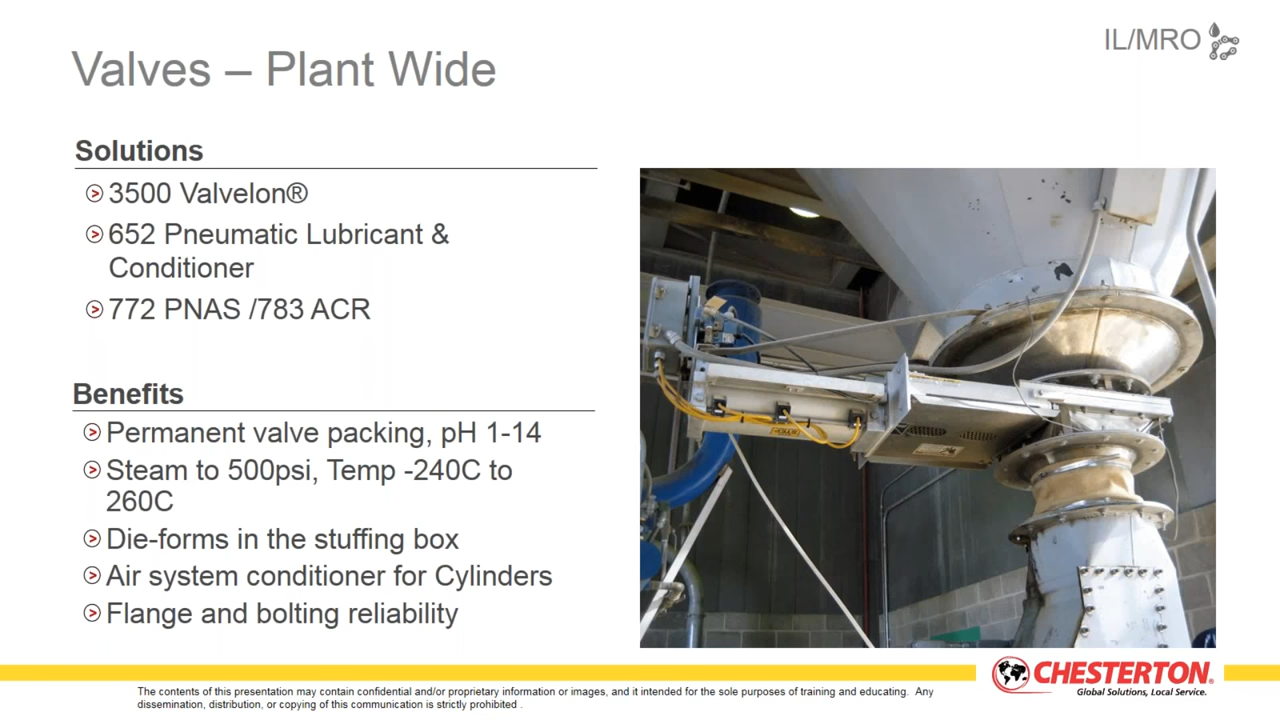 IL/MRO
Valves – Plant Wide
Solutions
3500 Valvelon®
652 Pneumatic Lubricant &
Conditioner
772 PNAS /783 ACR
Benefits
Permanent valve packing, pH 1-14
Steam to 500psi, Temp -240C to
260C
Die-forms in the stuffing box
Air system conditioner for Cylinders
Flange and bolting reliability
CHESTERTON®
Global Solutions, Local Service.
The contents of this presentation may contain confidential and/or proprietary information or images, and it intended for the sole purposes of training and educating. Any
dissemination, distribution, or copying of this communication is strictly prohibited .